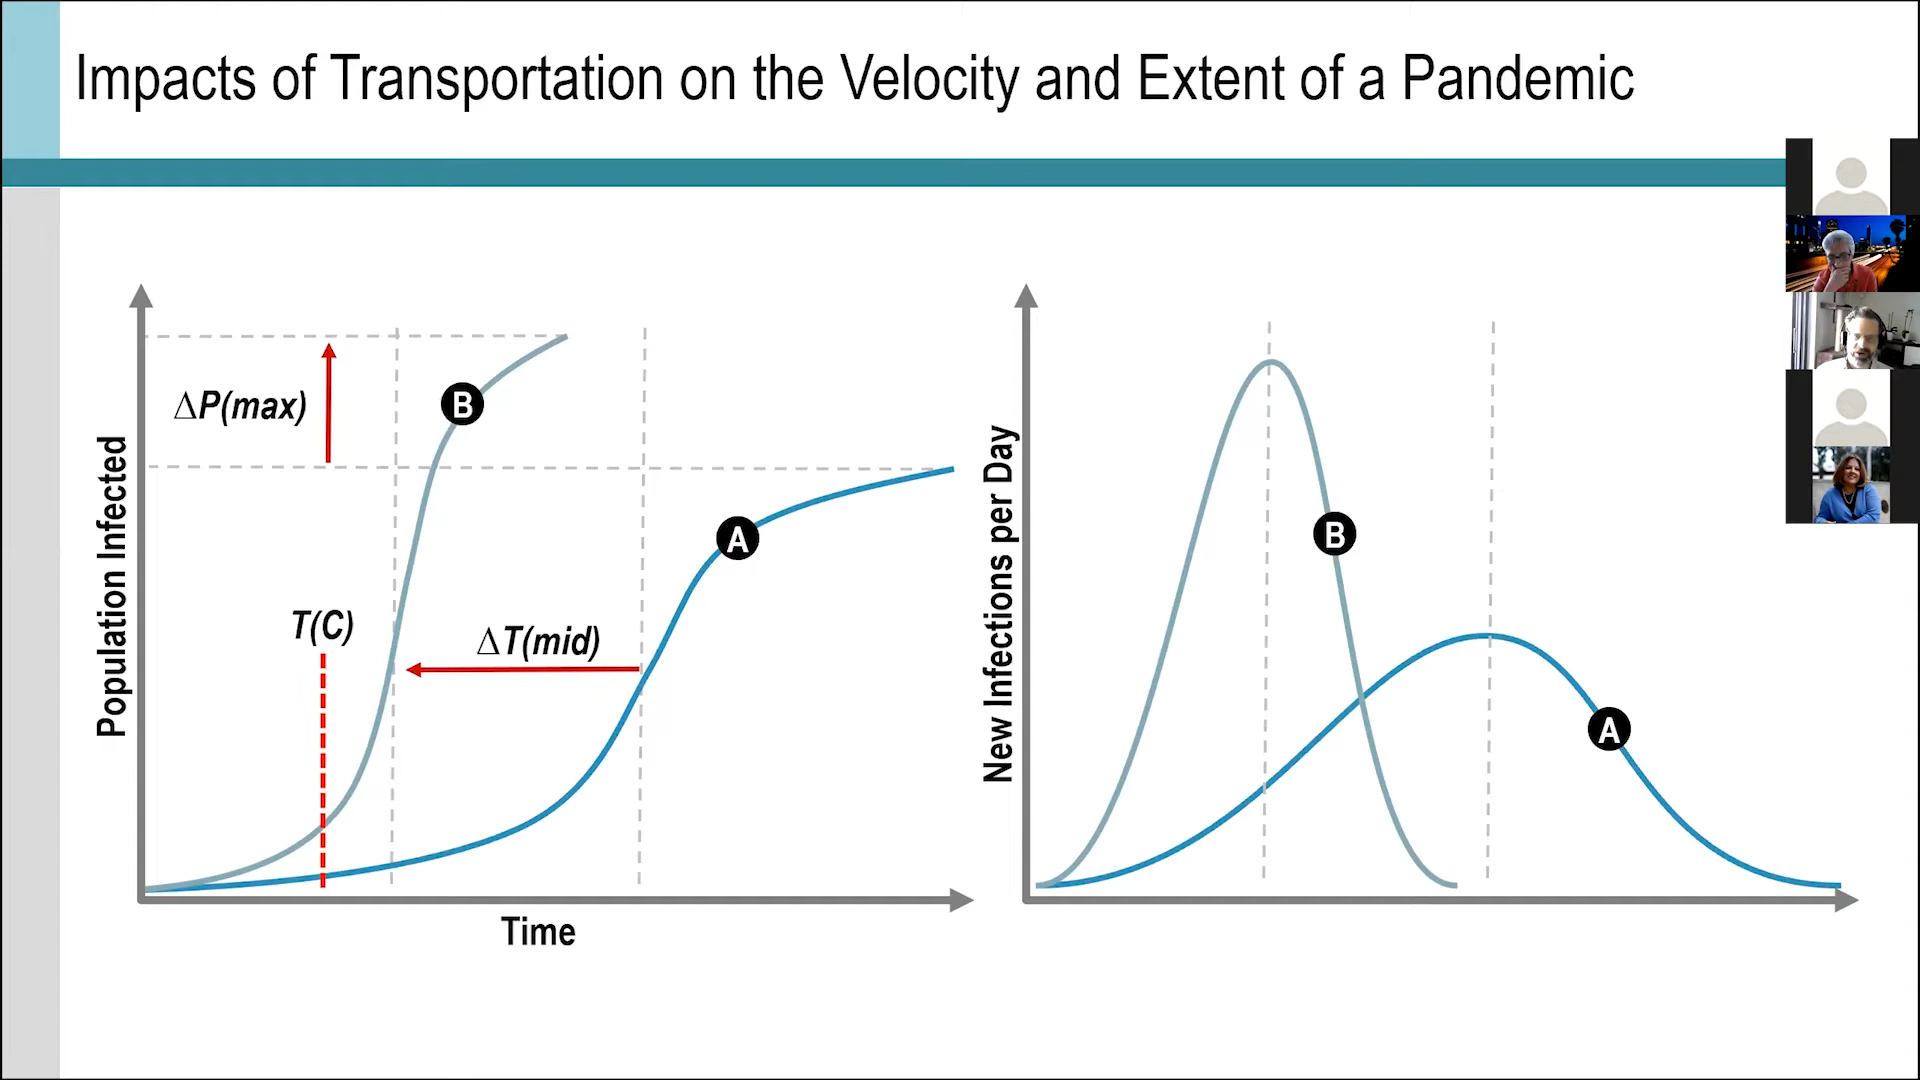 Impacts of Transportation on the Velocity and Extent of a Pandemic
Population Infected
ΔP(max)
B
T(C)
ΔT(mid)
A
Time
New Infections per Day
B
A